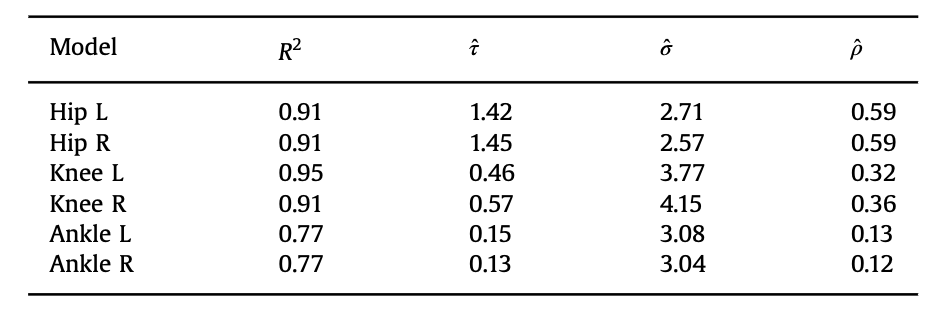 Model R² τ̂ σ̂ ρ̂
Hip L 0.91 1.42 2.71 0.59
Hip R 0.91 1.45 2.57 0.59
Knee L 0.95 0.46 3.77 0.32
Knee R 0.91 0.57 4.15 0.36
Ankle L 0.77 0.15 3.08 0.13
Ankle R 0.77 0.13 3.04 0.12